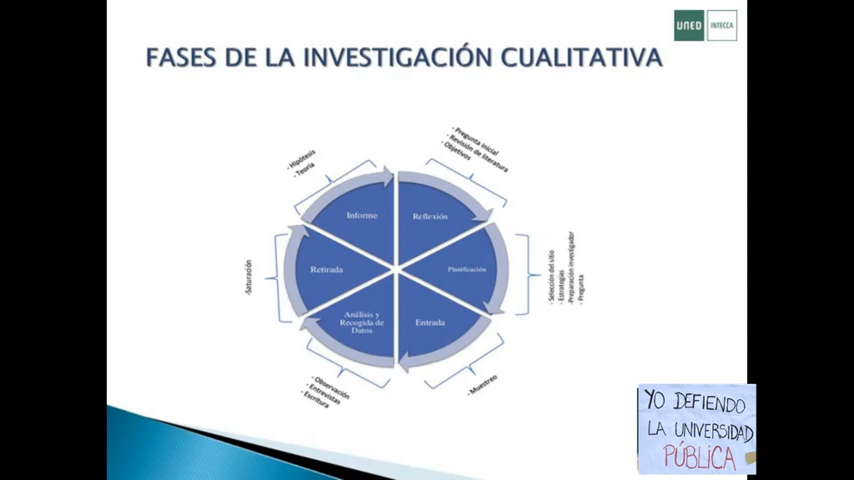 UNED
INTECCA
FASES DE LA INVESTIGACIÓN CUALITATIVA
- Pregunta inicial
- Revisión de literatura
- Objetivos
- Hipótesis
- Teoría
Informe
Reflexión
Retirada
Planificación
Análisis y
Recogida de
Datos
Entrada
-Saturación
- Selección del sitio
- Estrategias
-Preparación investigador
- Pregunta
- Observación
- Entrevistas
- Escritura
- Muestreo
YO DEFIENDO
LA UNIVERSIDAD
PÚBLICA